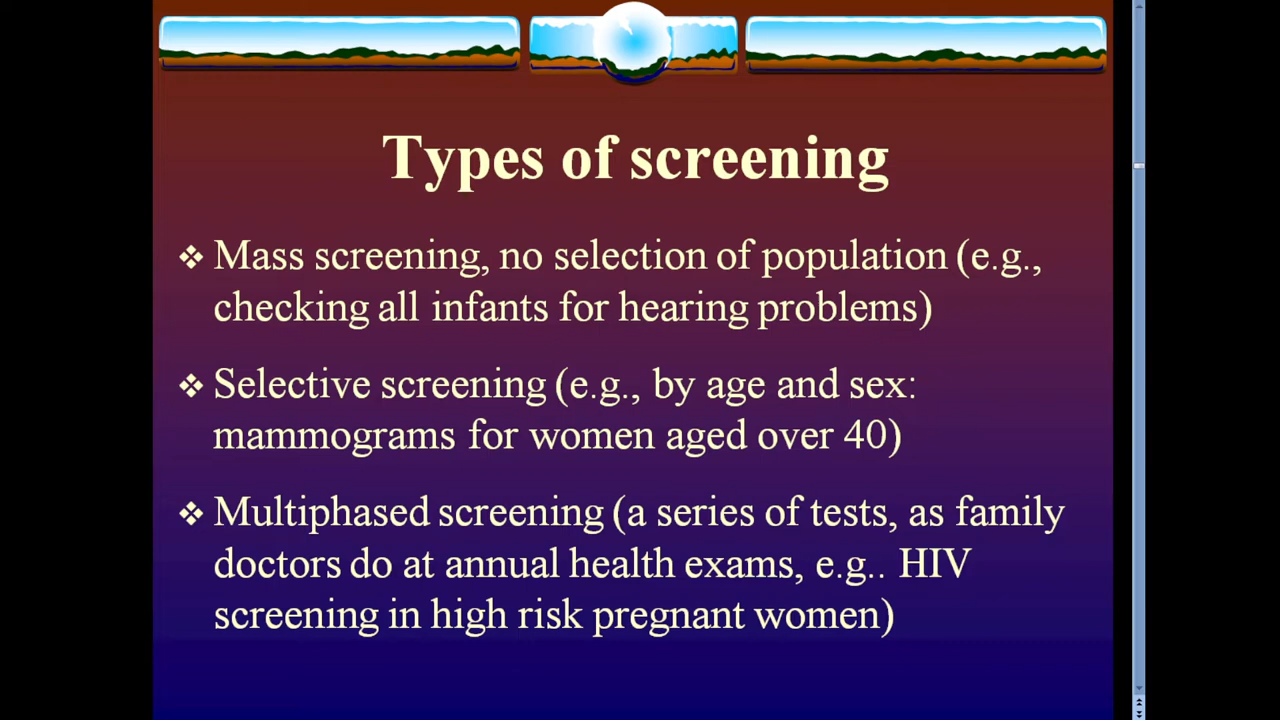 Types of screening
❖ Mass screening, no selection of population (e.g.,
checking all infants for hearing problems)
❖ Selective screening (e.g., by age and sex:
mammograms for women aged over 40)
❖ Multiphased screening (a series of tests, as family
doctors do at annual health exams, e.g.. HIV
screening in high risk pregnant women)